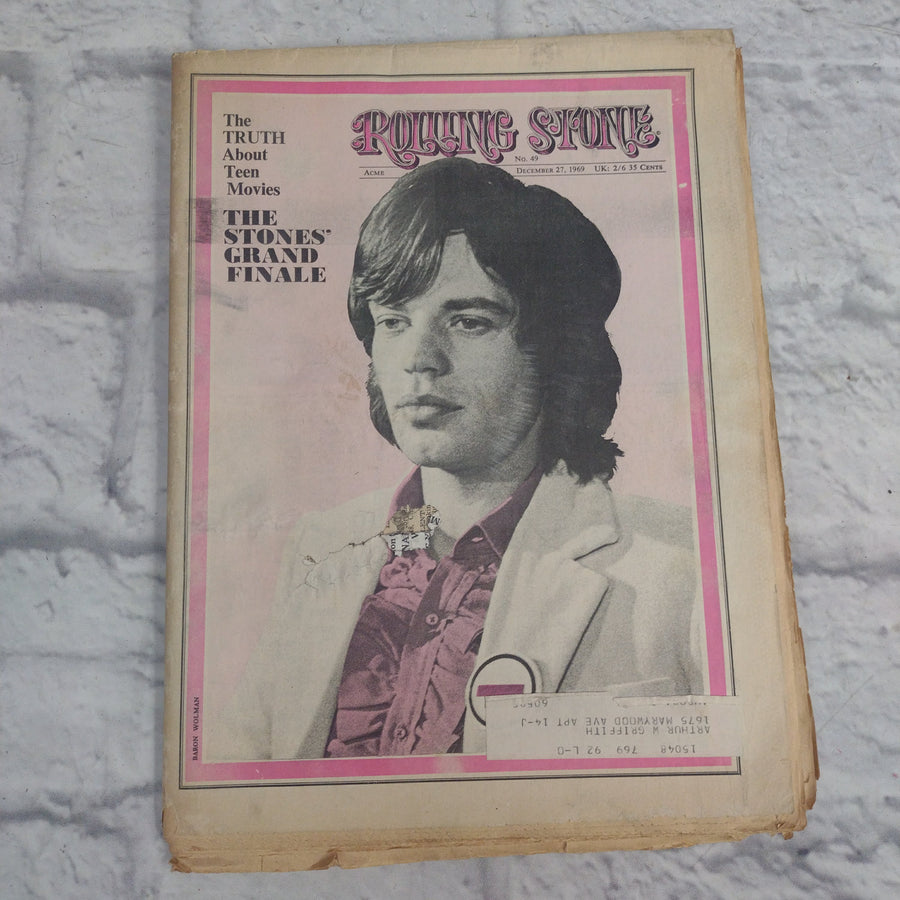 The
TRUTH
About
Teen
Movies
THE
STONES'
GRAND
FINALE
ROLLING STONE
No. 49
ACME
DECEMBER 27, 1969 UK: 2/6 35 CENTS
BARON WOLMAN
15048 769 92 L-0
ARTHUR W GRIFFITH
1675 MARYWOOD AVE APT 14-J